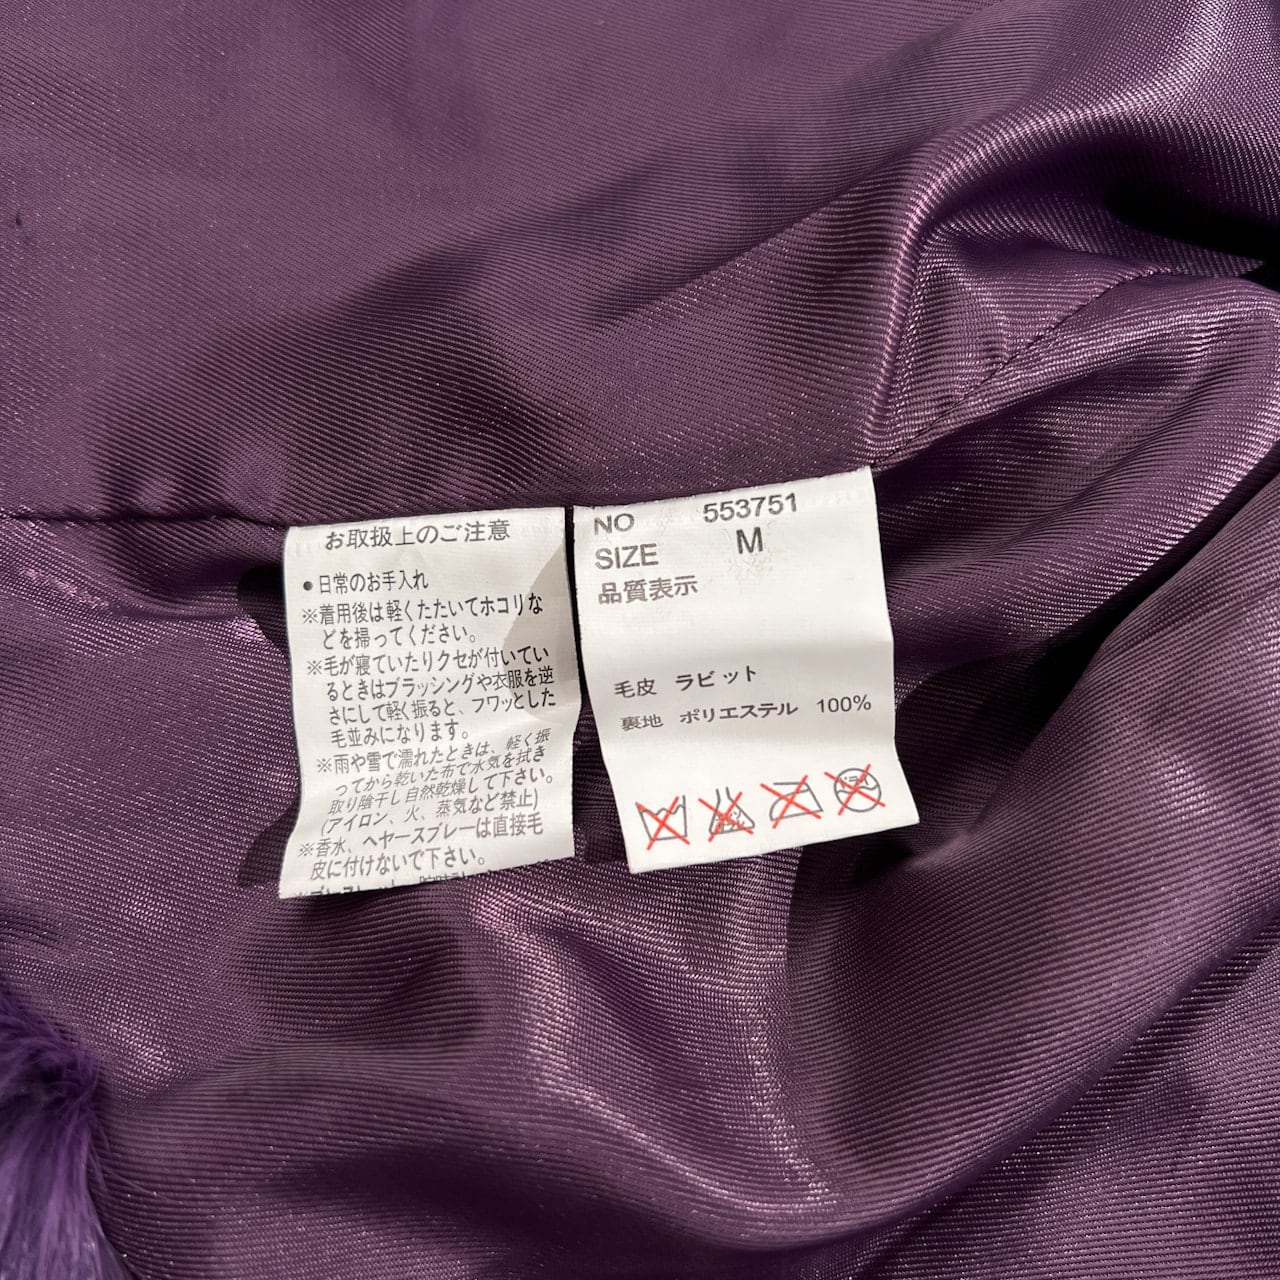 お取扱上のご注意
●日常のお手入れ
※着用後は軽くたたいてホコリな
どを掃ってください。
※毛が寝ていたりクセが付いてい
るときはブラッシングや衣服を逆
さにして軽く振ると、フワッとした
毛並みになります。
※雨や雪で濡れたときは、軽く振
ってから乾いた布で水気を拭き
取り陰干し自然乾燥して下さい。
(アイロン、火、蒸気など禁止)
※香水、ヘヤースプレーは直接毛
皮に付けないで下さい。
NO 553751
SIZE M
品質表示
毛皮 ラビット
裏地 ポリエステル 100%
ドライ